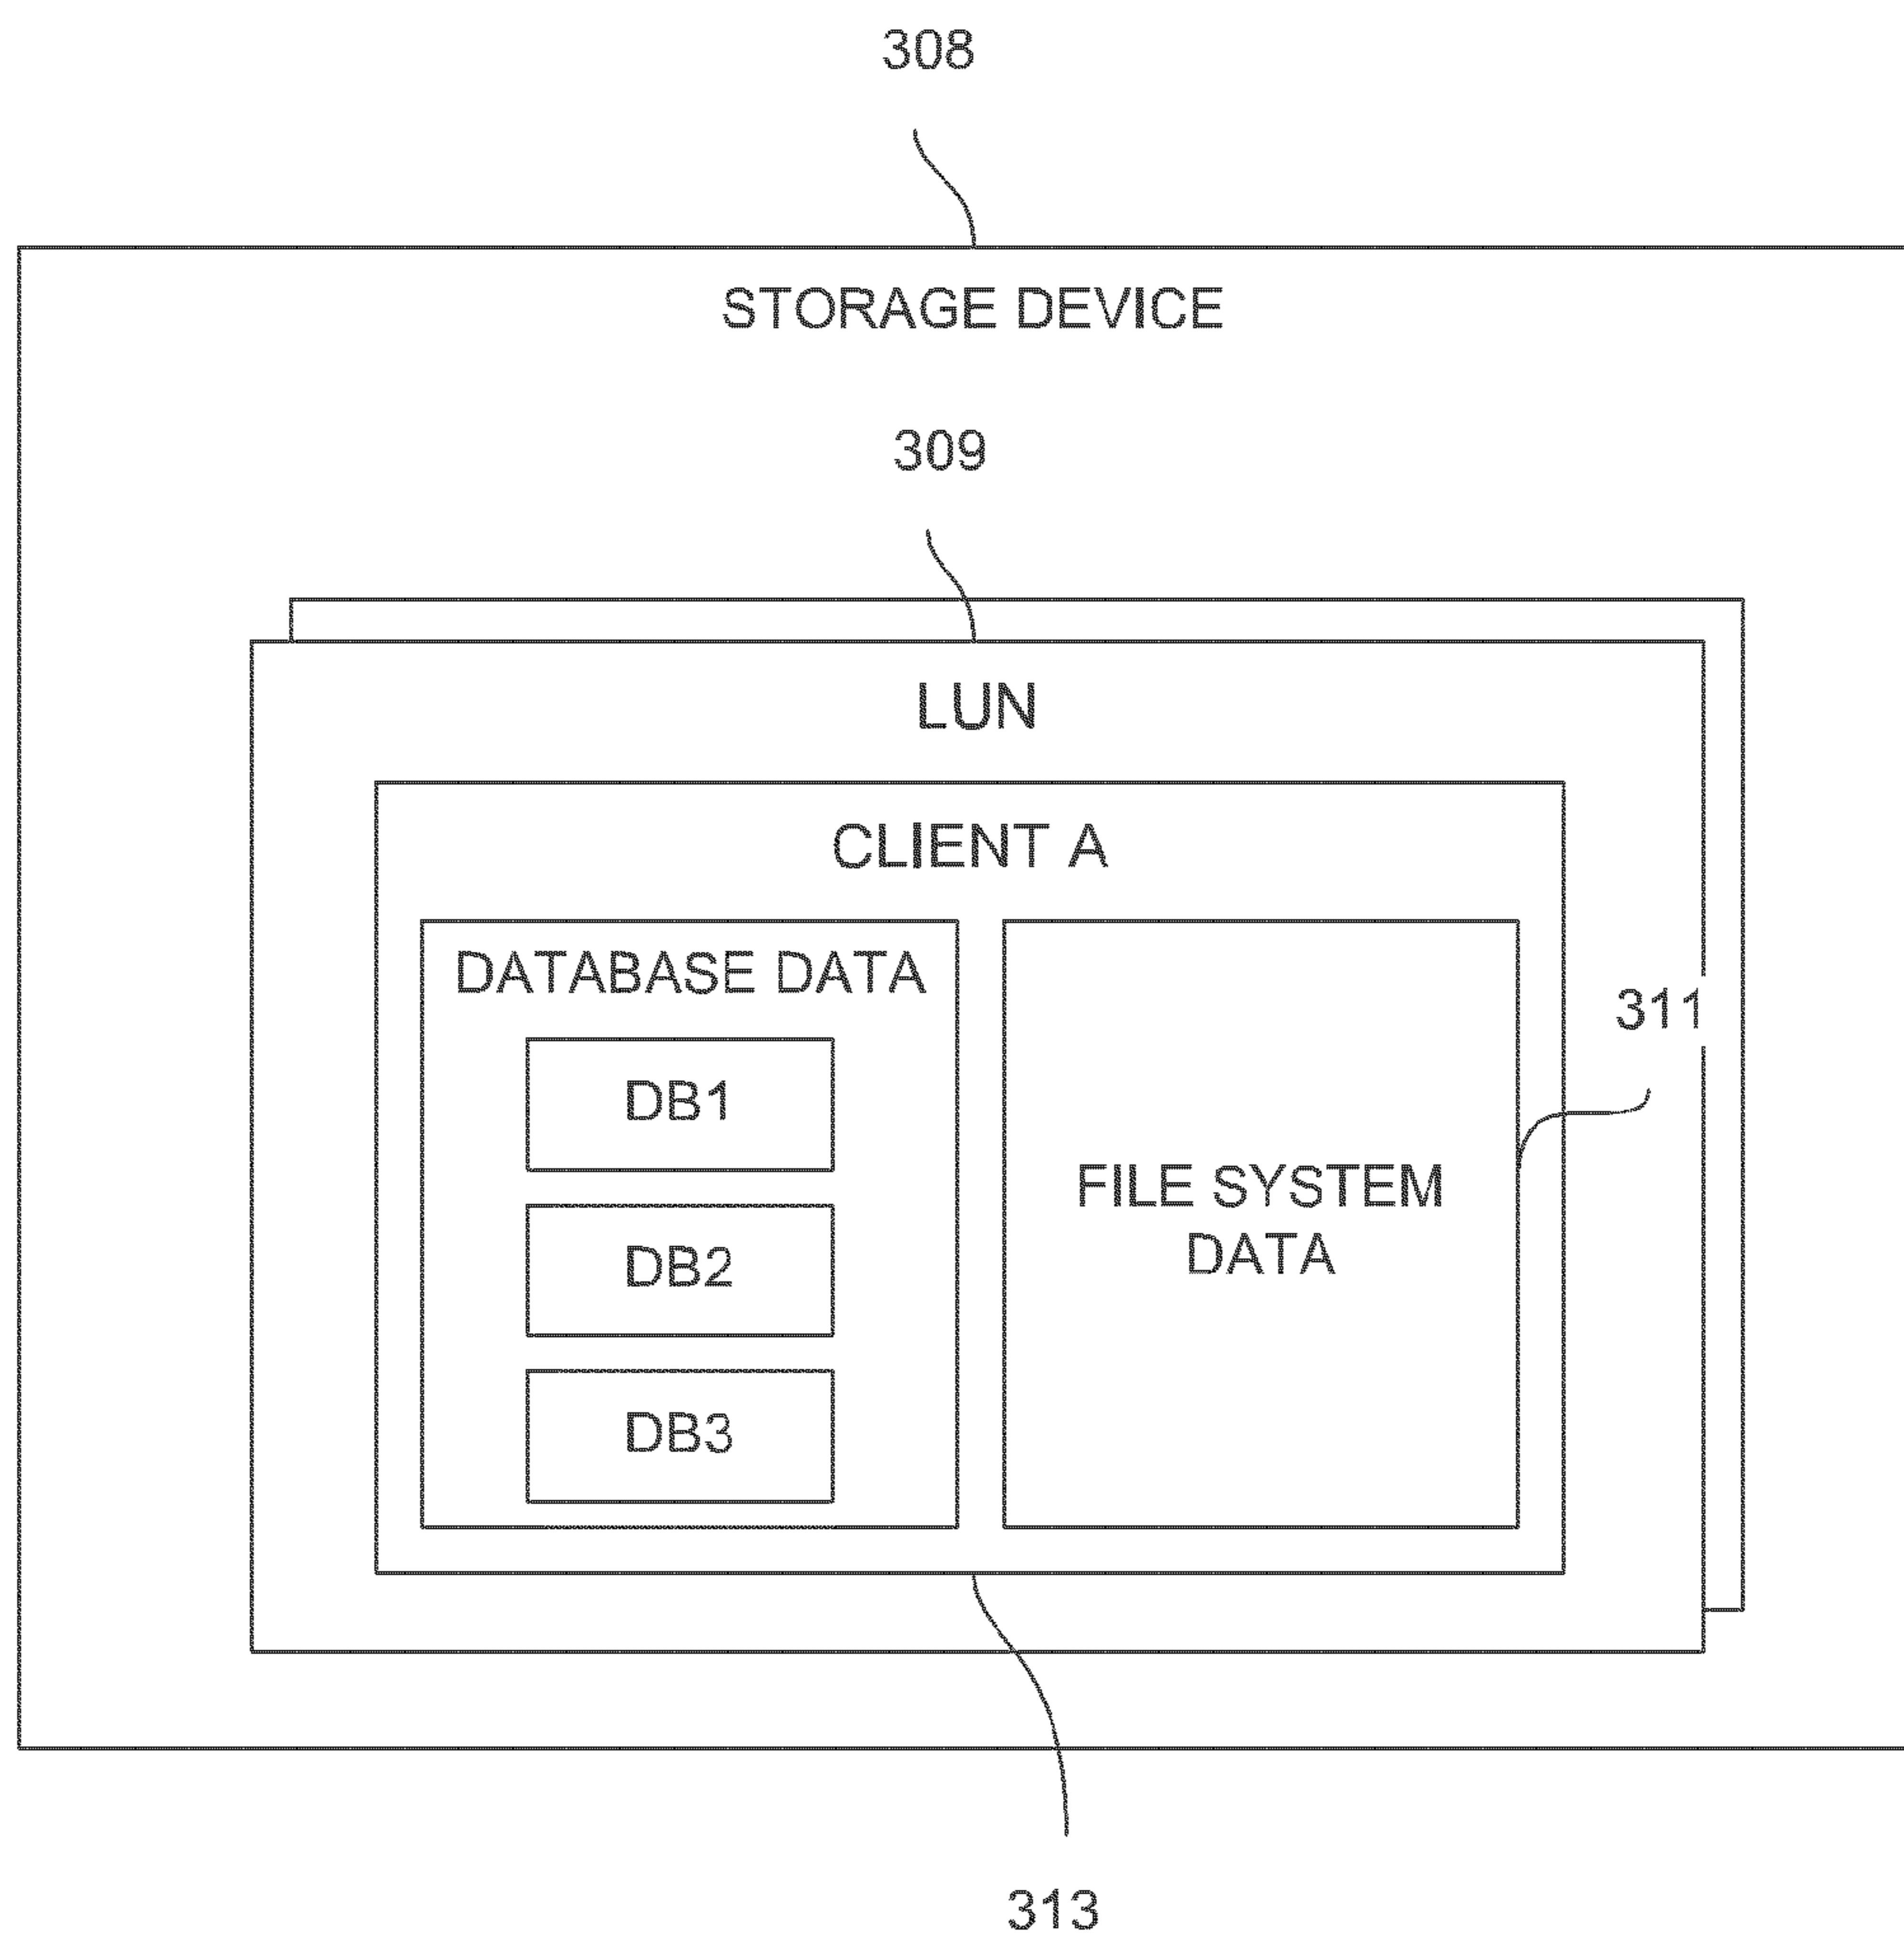 308
STORAGE DEVICE
309
LUN
CLIENT A
DATABASE DATA
DB1
DB2
DB3
FILE SYSTEM
DATA
311
313